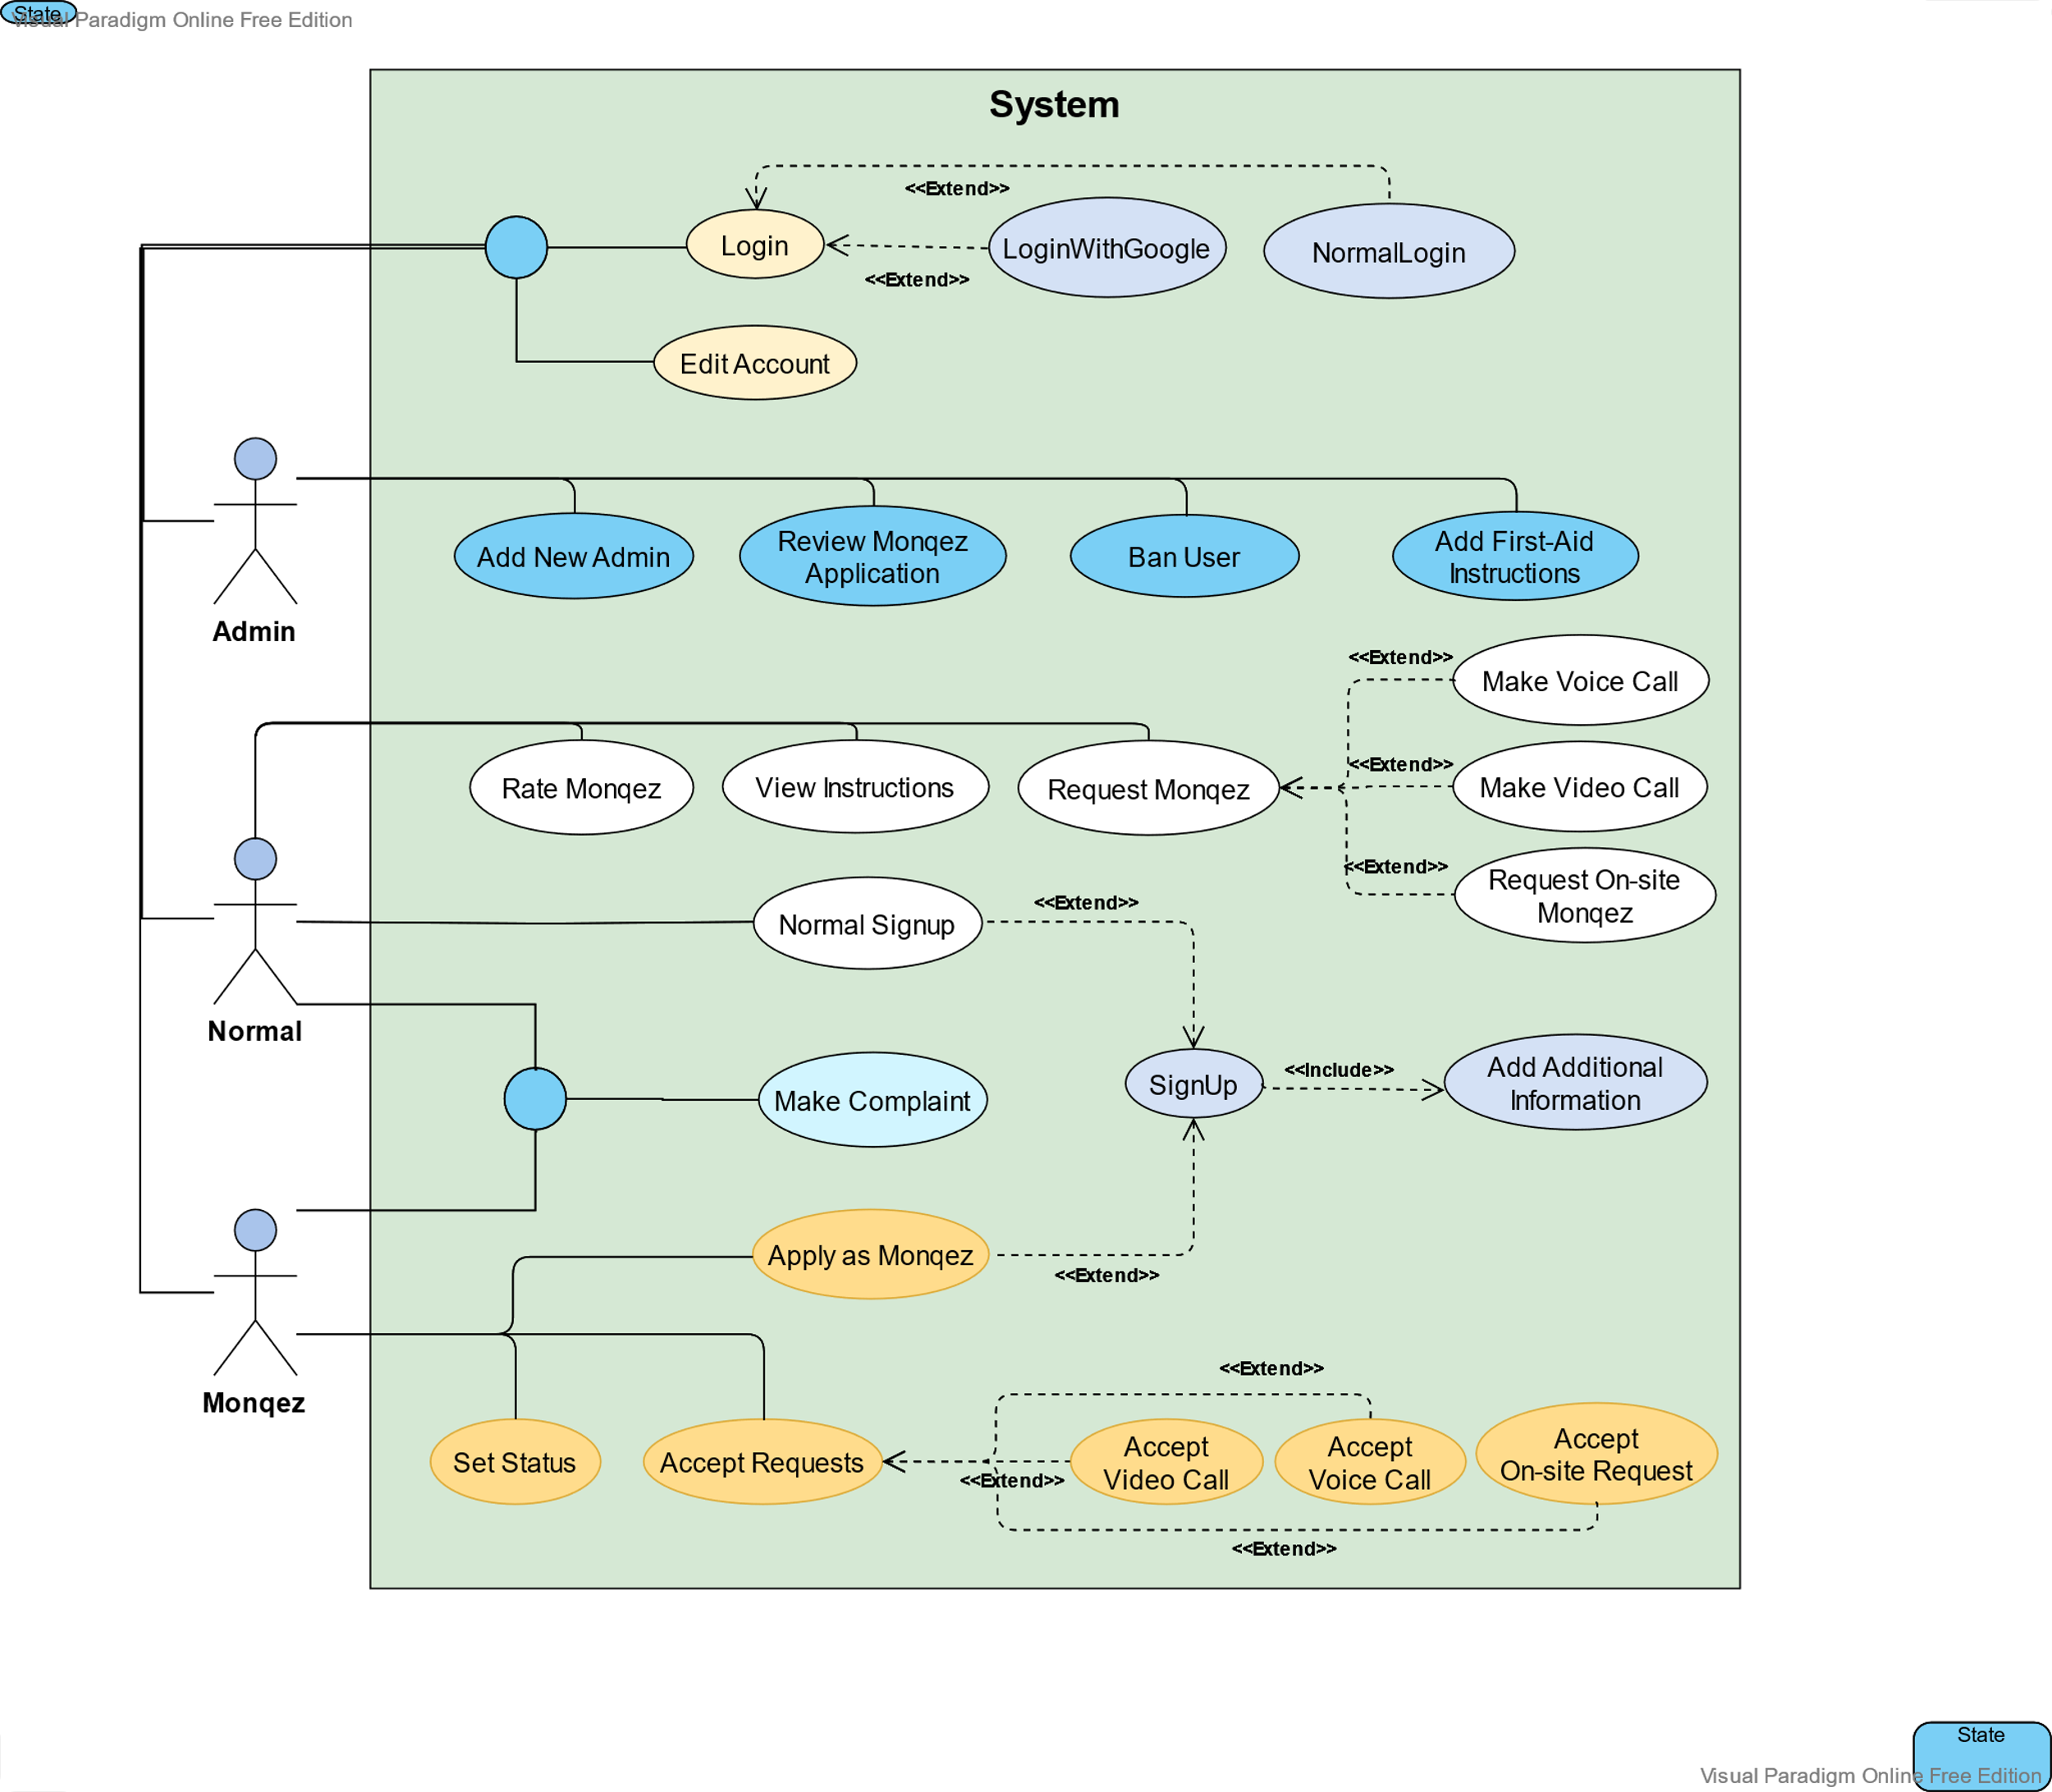 State
Visual Paradigm Online Free Edition
System
<<Extend>>
Login
LoginWithGoogle
NormalLogin
<<Extend>>
Edit Account
Add New Admin
Review Monqez
Application
Ban User
Add First-Aid
Instructions
Admin
<<Extend>>
Make Voice Call
<<Extend>>
Rate Monqez
View Instructions
Request Monqez
Make Video Call
<<Extend>>
Request On-site
Monqez
<<Extend>>
Normal Signup
Normal
<<Include>>
SignUp
Add Additional
Information
Make Complaint
Apply as Monqez
<<Extend>>
Monqez
<<Extend>>
Set Status
Accept Requests
Accept
Video Call
Accept
Voice Call
Accept
On-site Request
<<Extend>>
<<Extend>>
State
Visual Paradigm Online Free Edition